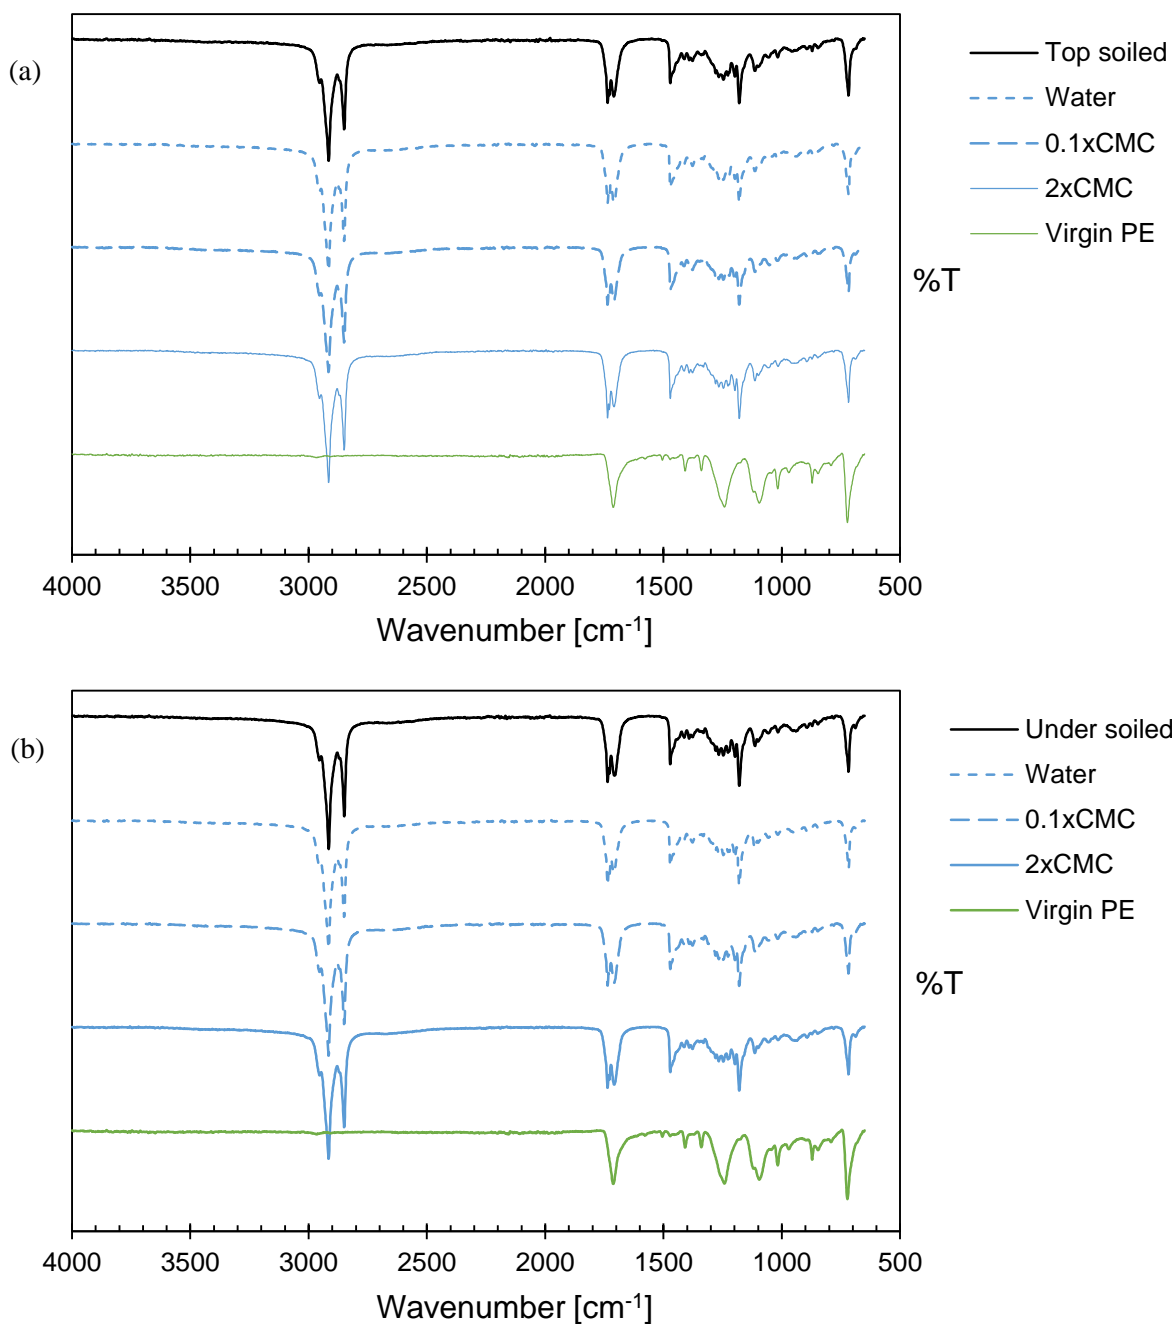 (a)
Top soiled
Water
0.1xCMC
2xCMC
Virgin PE
%T
4000 3500 3000 2500 2000 1500 1000 500
Wavenumber [cm-1]
(b)
Under soiled
Water
0.1xCMC
2xCMC
Virgin PE
%T
4000 3500 3000 2500 2000 1500 1000 500
Wavenumber [cm-1]